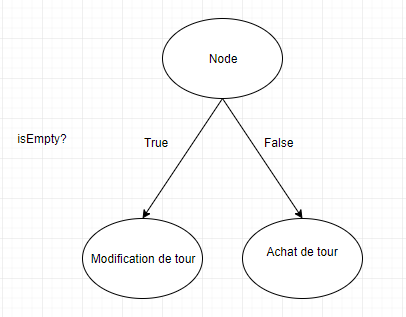 Node
isEmpty?
True
False
Modification de tour
Achat de tour